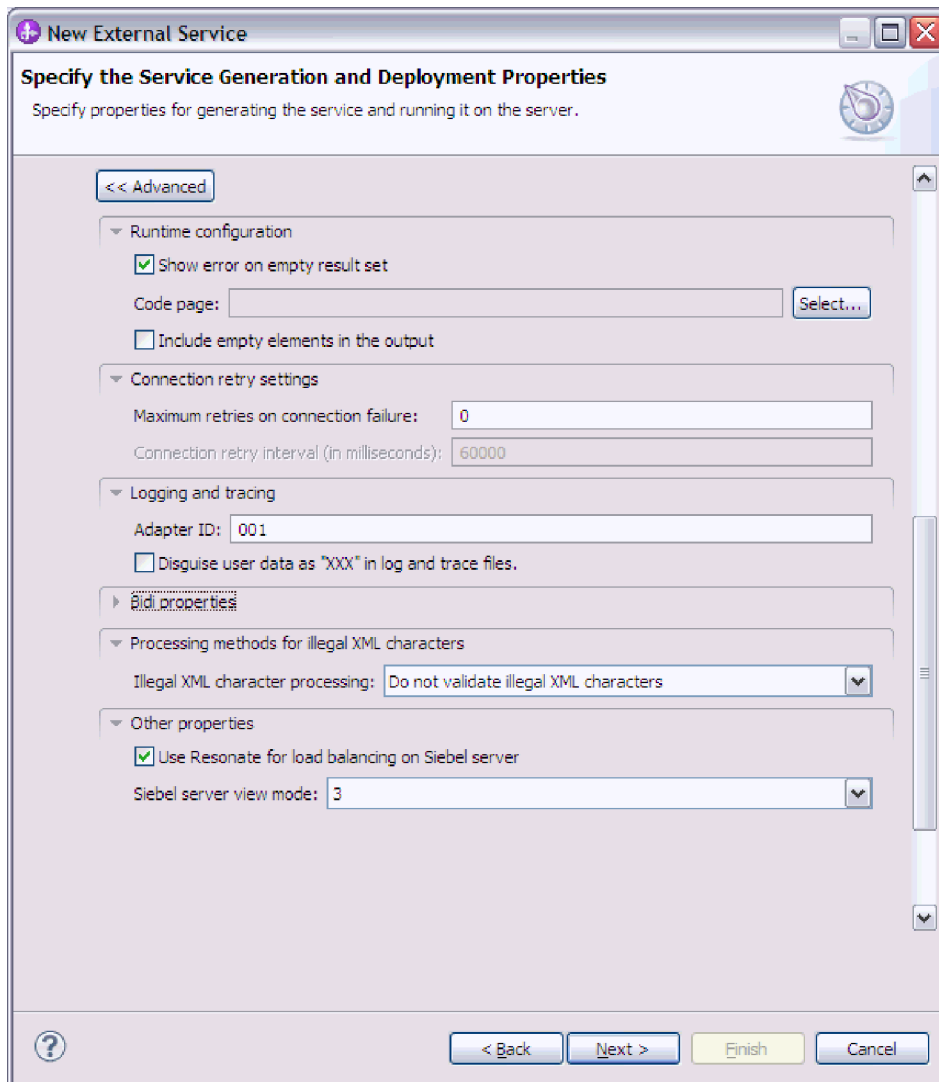 New External Service
Specify the Service Generation and Deployment Properties
Specify properties for generating the service and running it on the server.
<< Advanced
Runtime configuration
Show error on empty result set
Code page: Select...
Include empty elements in the output
Connection retry settings
Maximum retries on connection failure: 0
Connection retry interval (in milliseconds): 60000
Logging and tracing
Adapter ID: 001
Disguise user data as "XXX" in log and trace files.
Bidi properties
Processing methods for illegal XML characters
Illegal XML character processing: Do not validate illegal XML characters
Other properties
Use Resonate for load balancing on Siebel server
Siebel server view mode: 3
? < Back Next > Finish Cancel